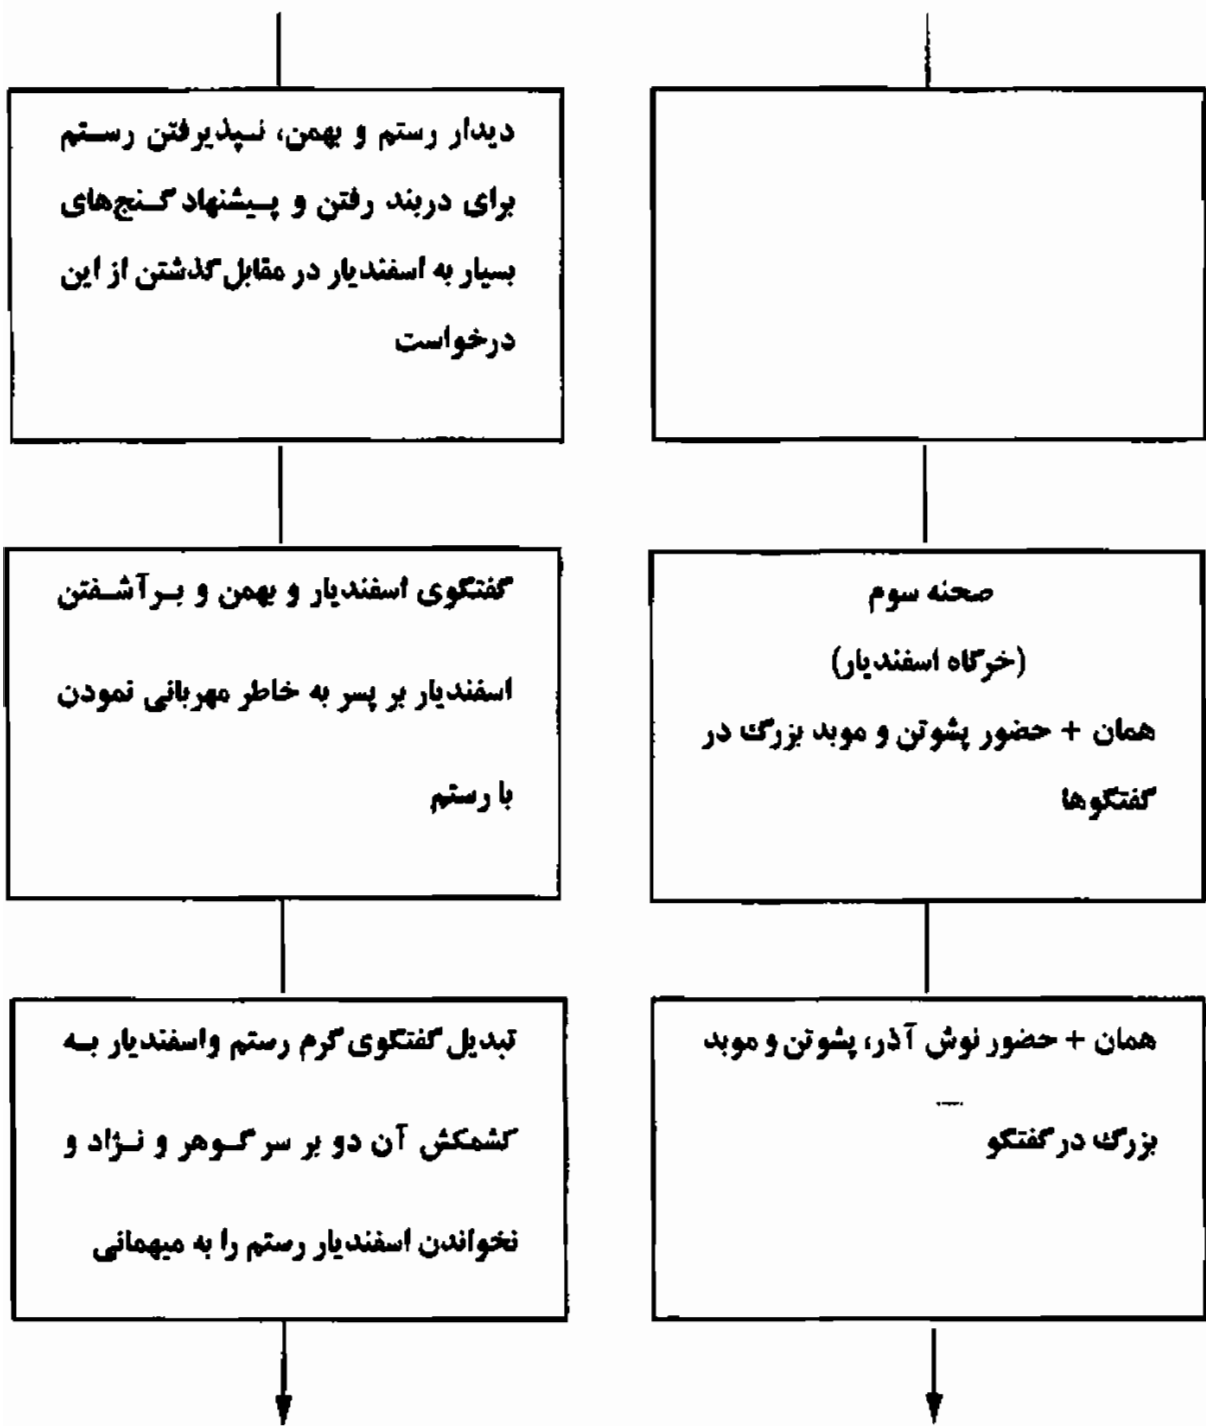 دیدار رستم و بهمن، نپذیرفتن رستم
برای دربند رفتن و پیشنهاد گنج‌های
بسیار به اسفندیار در مقابل گذشتن از این
درخواست
صحنه سوم
(خرگاه اسفندیار)
همان + حضور پشوتن و موبد بزرگ در
گفتگوها
گفتگوی اسفندیار و بهمن و برآشفتن
اسفندیار بر پسر به خاطر مهربانی نمودن
با رستم
همان + حضور نوش آذر، پشوتن و موبد
بزرگ در گفتگو
تبدیل گفتگوی گرم رستم واسفندیار به
کشمکش آن دو بر سر گوهر و نژاد و
نخواندن اسفندیار رستم را به میهمانی